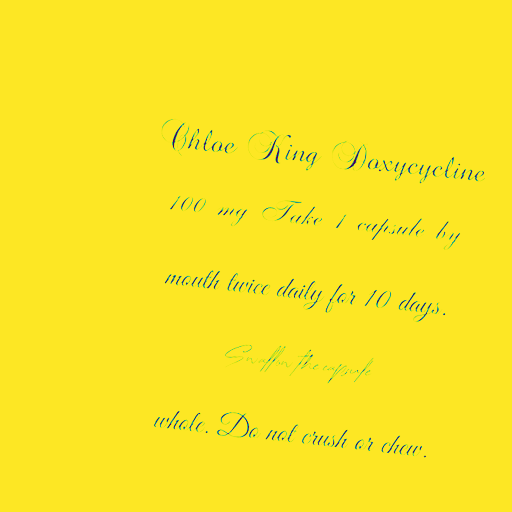 Chloe King Doxycycline
100 mg Take 1 capsule by
mouth twice daily for 10 days.
Swallow the capsule
whole. Do not crush or chew.